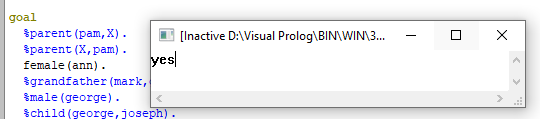 goal
%parent(pam,X).
%parent(X,pam).
female(ann).
%grandfather(mark,
%male(george).
%child(george,joseph).
[Inactive D:\Visual Prolog\BIN\WIN\3...
yes